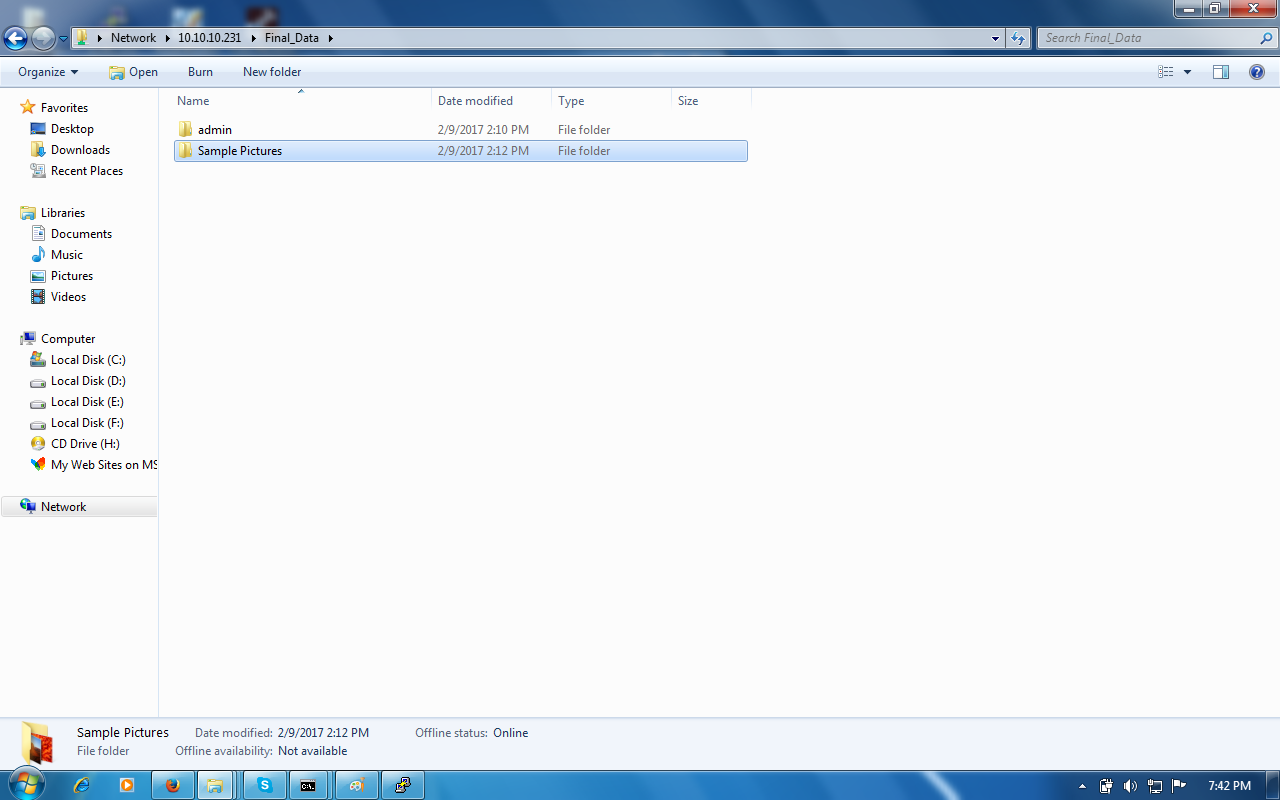 Network 10.10.10.231 Final_Data Search Final_Data
Organize Open Burn New folder
Name Date modified Type Size
admin 2/9/2017 2:10 PM File folder
Sample Pictures 2/9/2017 2:12 PM File folder
Favorites
Desktop
Downloads
Recent Places
Libraries
Documents
Music
Pictures
Videos
Computer
Local Disk (C:)
Local Disk (D:)
Local Disk (E:)
Local Disk (F:)
CD Drive (H:)
My Web Sites on MS
Network
Sample Pictures Date modified: 2/9/2017 2:12 PM Offline status: Online
File folder Offline availability: Not available
7:42 PM